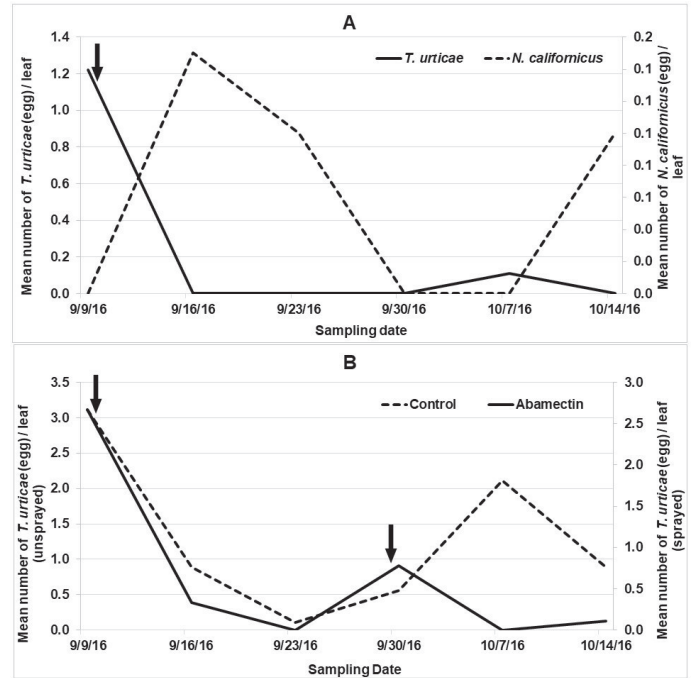 A
T. urticae
N. californicus
Mean number of T. urticae (egg) / leaf
1.4
1.2
1.0
0.8
0.6
0.4
0.2
0.0
0.2
0.1
0.1
0.1
0.1
0.1
0.0
0.0
0.0
Mean number of N. californicus (egg) /
leaf
9/9/16 9/16/16 9/23/16 9/30/16 10/7/16 10/14/16
Sampling date
B
Control
Abamectin
Mean number of T. urticae (egg) / leaf
(unsprayed)
3.5
3.0
2.5
2.0
1.5
1.0
0.5
0.0
3.0
2.5
2.0
1.5
1.0
0.5
0.0
Mean number of T. urticae (egg) / leaf
(sprayed)
9/9/16 9/16/16 9/23/16 9/30/16 10/7/16 10/14/16
Sampling Date